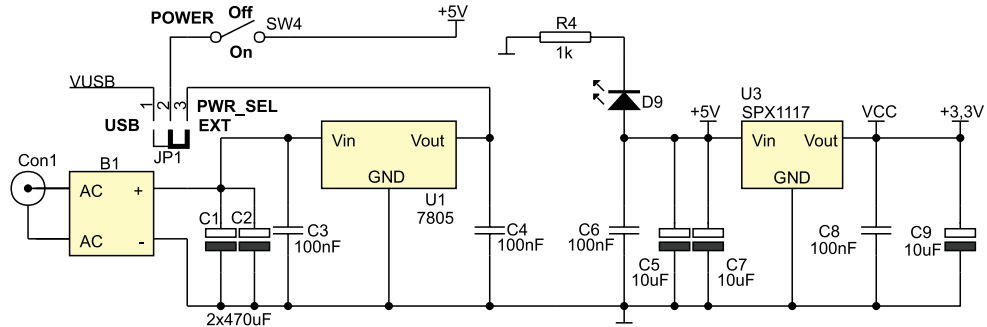 POWER
Off
SW4
On
+5V
R4
1k
VUSB
1
2
3
PWR_SEL
USB
EXT
JP1
D9
U3
SPX1117
+5V
VCC
+3,3V
Con1
B1
AC
+
AC
-
Vin
Vout
GND
U1
7805
Vin
Vout
GND
C1
C2
C3
100nF
C4
100nF
C6
100nF
C5
10uF
C7
10uF
C8
100nF
C9
10uF
2x470uF